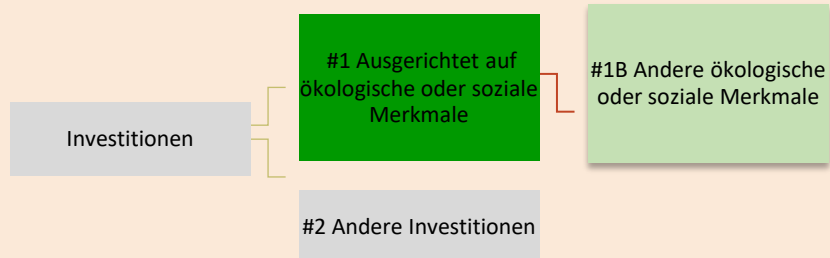 Investitionen
#1 Ausgerichtet auf
ökologische oder soziale
Merkmale
#1B Andere ökologische
oder soziale Merkmale
#2 Andere Investitionen